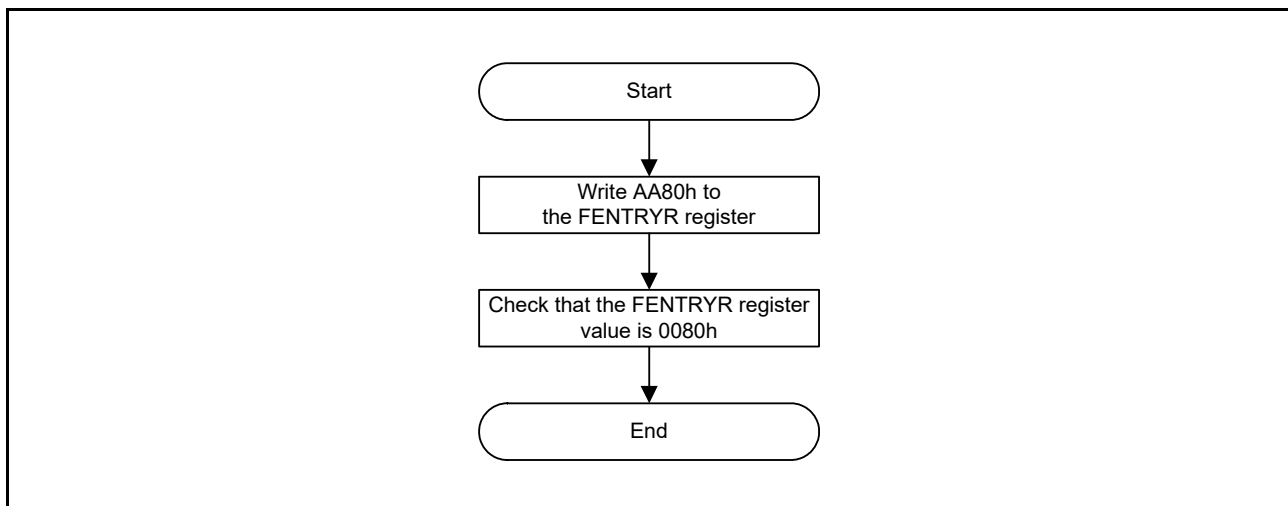 Start
Write AA80h to
the FENTRYR register
Check that the FENTRYR register
value is 0080h
End